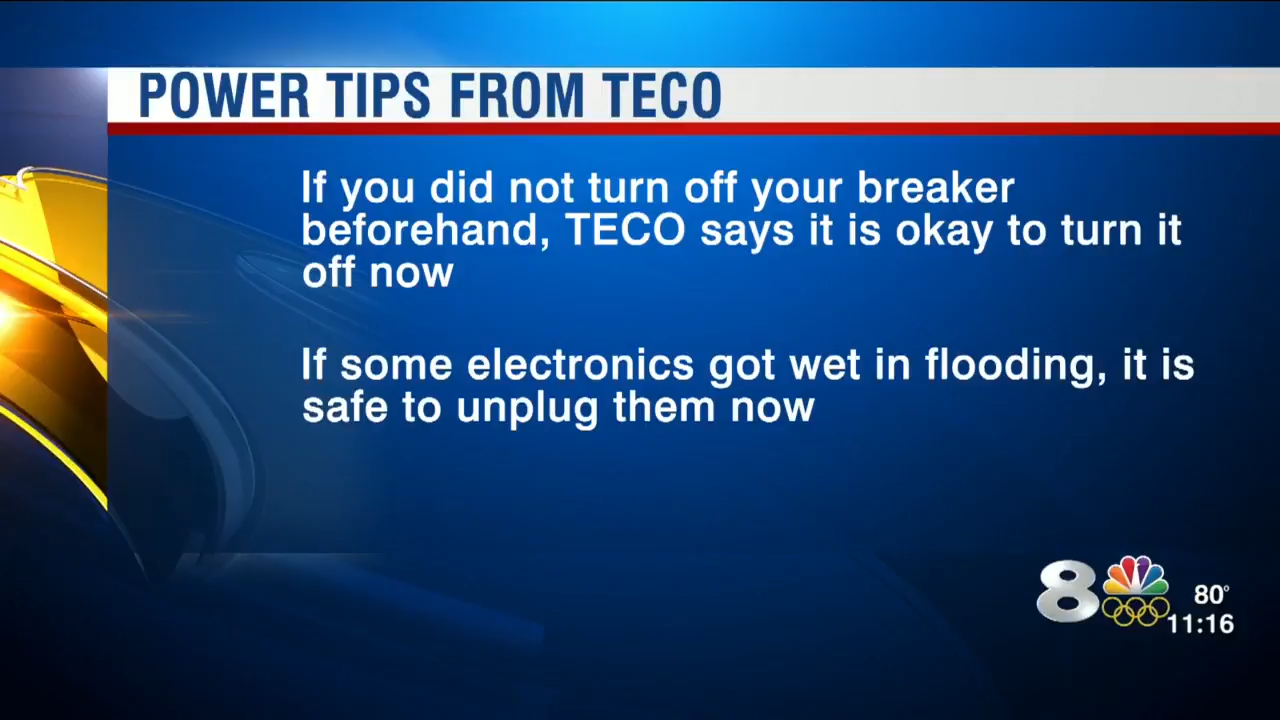 POWER TIPS FROM TECO
If you did not turn off your breaker
beforehand, TECO says it is okay to turn it
off now
If some electronics got wet in flooding, it is
safe to unplug them now
8
80°
11:16